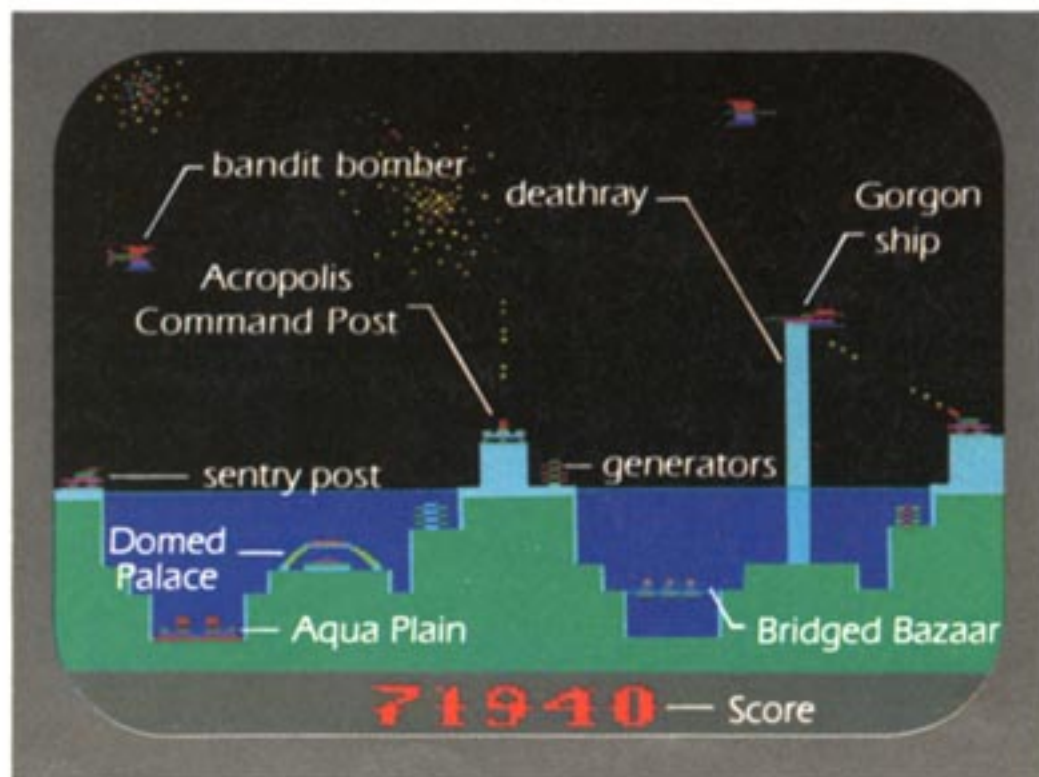 bandit bomber
deathray
Gorgon
ship
Acropolis
Command Post
sentry post
generators
Domed
Palace
Aqua Plain
Bridged Bazaar
71940
Score